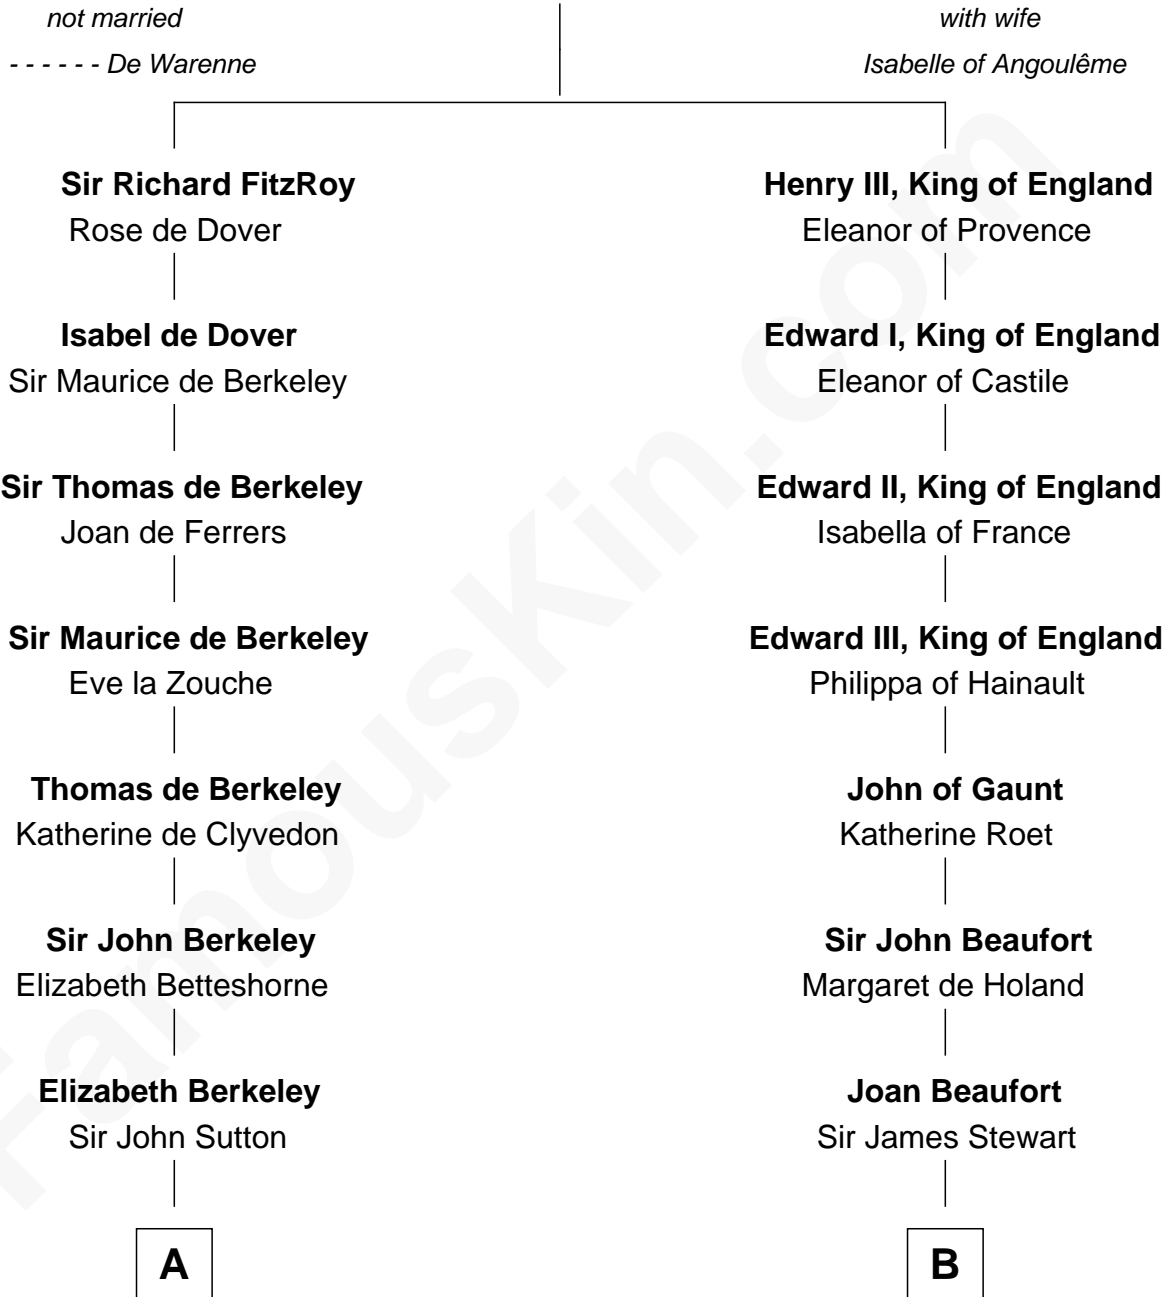 not married
with wife
- - - - - - De Warenne
Isabelle of Angoulême
Sir Richard FitzRoy
Rose de Dover
Henry III, King of England
Eleanor of Provence
Isabel de Dover
Sir Maurice de Berkeley
Edward I, King of England
Eleanor of Castile
Sir Thomas de Berkeley
Joan de Ferrers
Edward II, King of England
Isabella of France
Sir Maurice de Berkeley
Eve la Zouche
Edward III, King of England
Philippa of Hainault
Thomas de Berkeley
Katherine de Clyvedon
John of Gaunt
Katherine Roet
Sir John Berkeley
Elizabeth Betteshorne
Sir John Beaufort
Margaret de Holand
Elizabeth Berkeley
Sir John Sutton
Joan Beaufort
Sir James Stewart
A
B
FamousKin.com